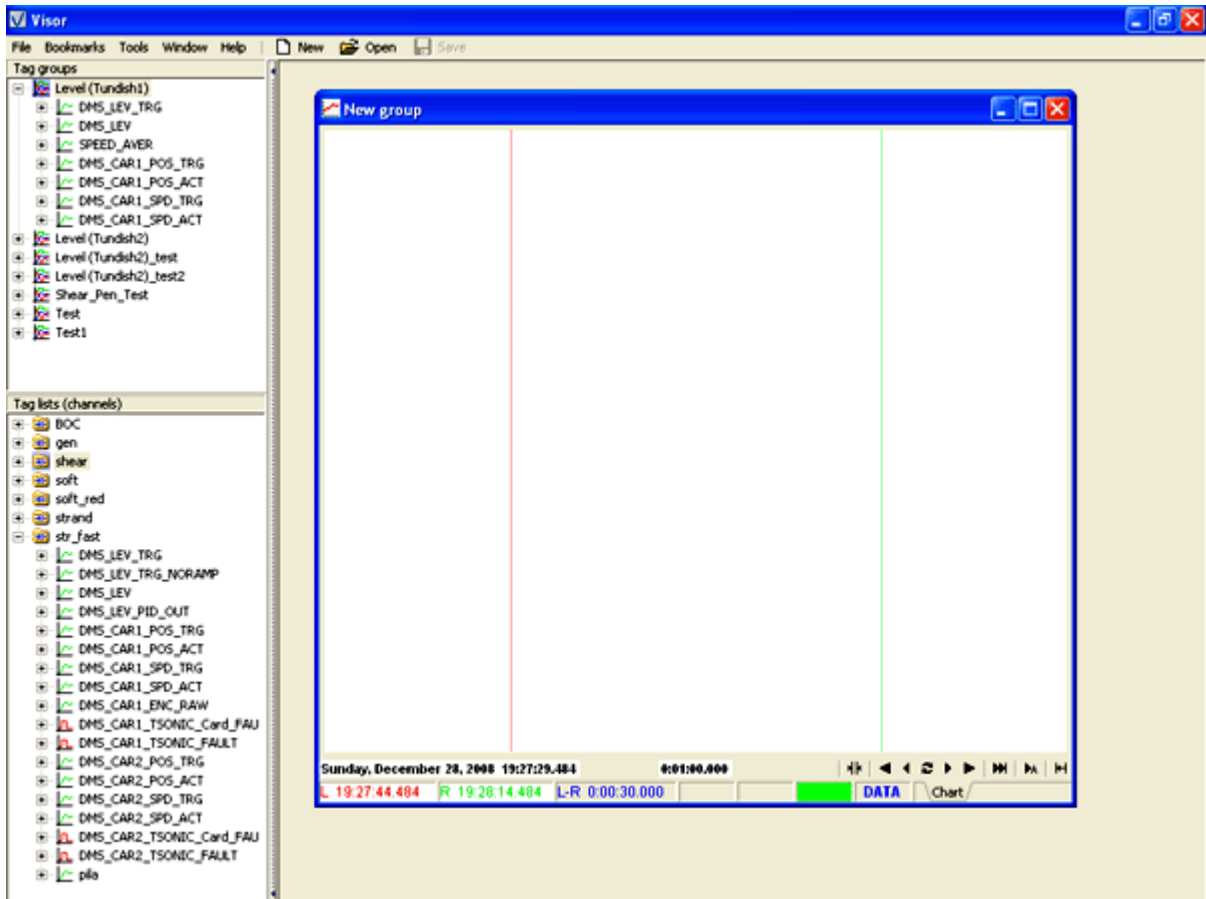 Visor
File Bookmarks Tools Window Help New Open Save
Tag groups
Level (Tundish1)
DMS_LEV_TRG
DMS_LEV
SPEED_AVER
DMS_CAR1_POS_TRG
DMS_CAR1_POS_ACT
DMS_CAR1_SPD_TRG
DMS_CAR1_SPD_ACT
Level (Tundish2)
Level (Tundish2)_test
Level (Tundish2)_test2
Shear_Pen_Test
Test
Test1
Tag lists (channels)
BOC
gen
shear
soft
soft_red
strand
str_fast
DMS_LEV_TRG
DMS_LEV_TRG_NORAMP
DMS_LEV
DMS_LEV_PID_OUT
DMS_CAR1_POS_TRG
DMS_CAR1_POS_ACT
DMS_CAR1_SPD_TRG
DMS_CAR1_SPD_ACT
DMS_CAR1_ENC_RAW
DMS_CAR1_TSONIC_Card_FAU
DMS_CAR1_TSONIC_FAULT
DMS_CAR2_POS_TRG
DMS_CAR2_POS_ACT
DMS_CAR2_SPD_TRG
DMS_CAR2_SPD_ACT
DMS_CAR2_TSONIC_Card_FAU
DMS_CAR2_TSONIC_FAULT
pila
New group
Sunday, December 28, 2008 19:27:29.484 0:01:00.000
L 19:27:44.484 R 19:28:14.484 L-R 0:00:30.000 DATA Chart